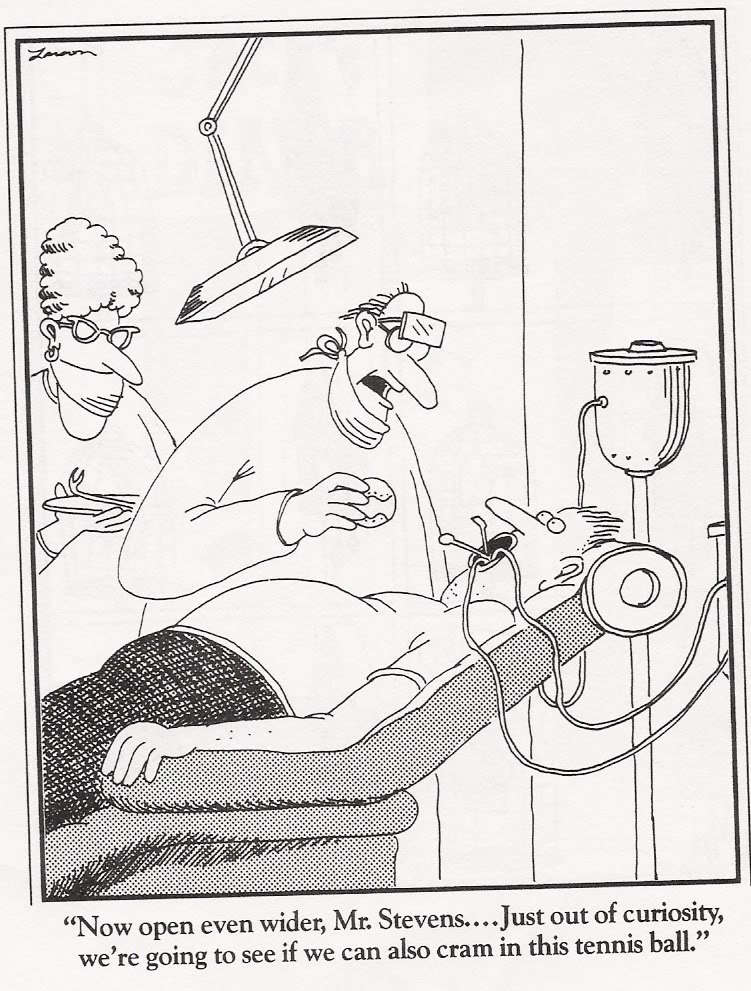 Larson
“Now open even wider, Mr. Stevens....Just out of curiosity,
we’re going to see if we can also cram in this tennis ball.”